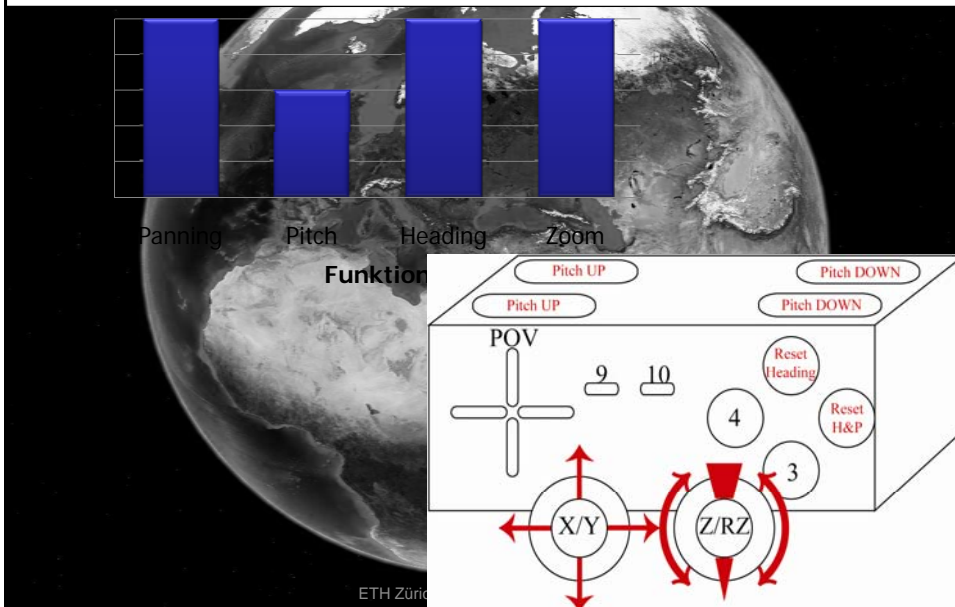 Panning Pitch Heading Zoom
Funktion
Pitch UP Pitch DOWN
Pitch UP Pitch DOWN
POV
9 10
Reset
Heading
4
Reset
H&P
3
X/Y Z/RZ
ETH Züric